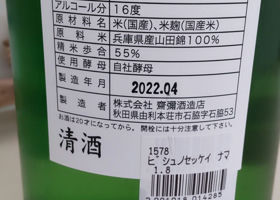 アルコール分 16度
原材料名 米(国産)、米麹(国産米)
原料米 兵庫県産山田錦100%
精米歩合 55%
使用酵母 自社酵母
製造年月 2022.04
製造者 株式会社 齋彌酒造店
秋田県由利本荘市石脇字石脇53
お酒は20才になってから。 開栓には十分注意して下さい。
清酒
1578
ビシュノセッケイ ナマ
1.8